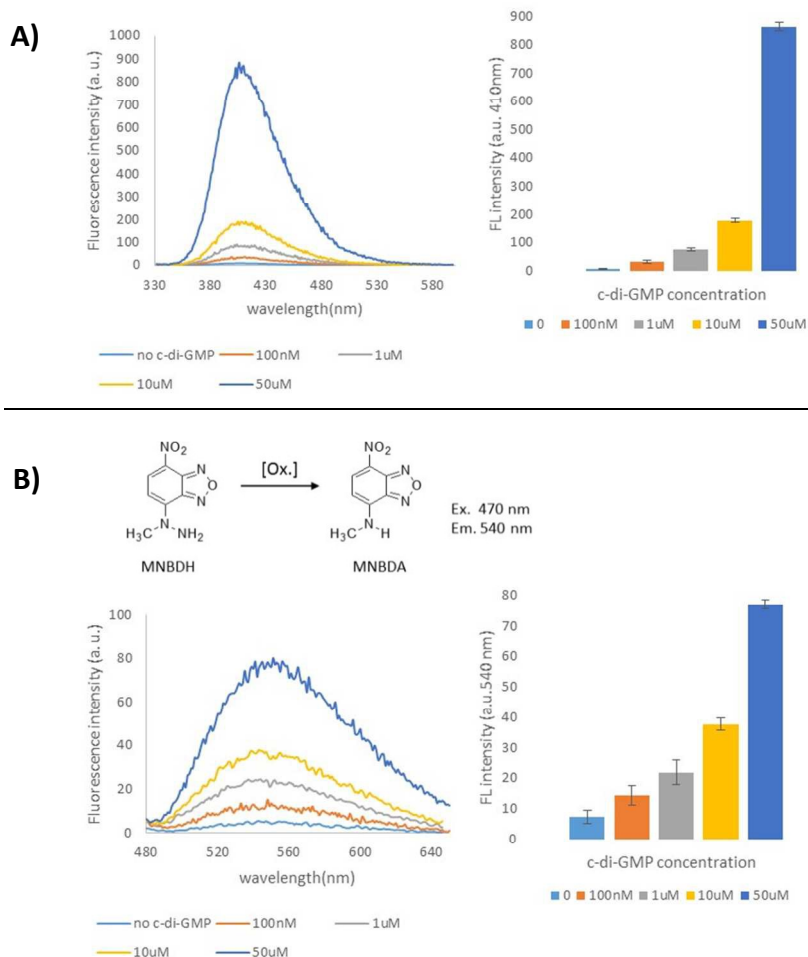 A)
Fluorescence intensity (a. u.)
1000
900
800
700
600
500
400
300
200
100
0
330 380 430 480 530 580
wavelength(nm)
no c-di-GMP 100nM 1uM
10uM 50uM
FL intensity (a.u. 410nm)
900
800
700
600
500
400
300
200
100
0
c-di-GMP concentration
0 100nM 1uM 10uM 50uM
B)
NO2
N
O
N
N
H3C NH2
MNBDH
[Ox.]
NO2
N
O
N
N
H3C H
MNBDA
Ex. 470 nm
Em. 540 nm
Fluorescence intensity (a. u.)
100
80
60
40
20
0
480 520 560 600 640
wavelength(nm)
no c-di-GMP 100nM 1uM
10uM 50uM
FL intensity (a.u.540 nm)
80
70
60
50
40
30
20
10
0
c-di-GMP concentration
0 100nM 1uM 10uM 50uM